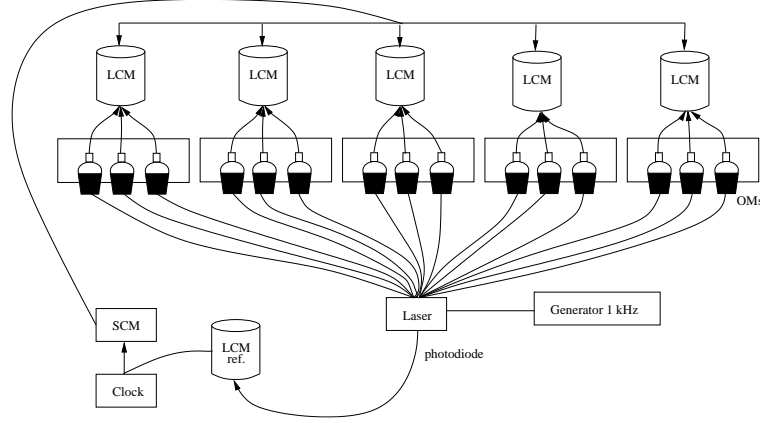 LCM
LCM
LCM
LCM
LCM
OMs
SCM
Clock
LCM
ref.
Laser
Generator 1 kHz
photodiode